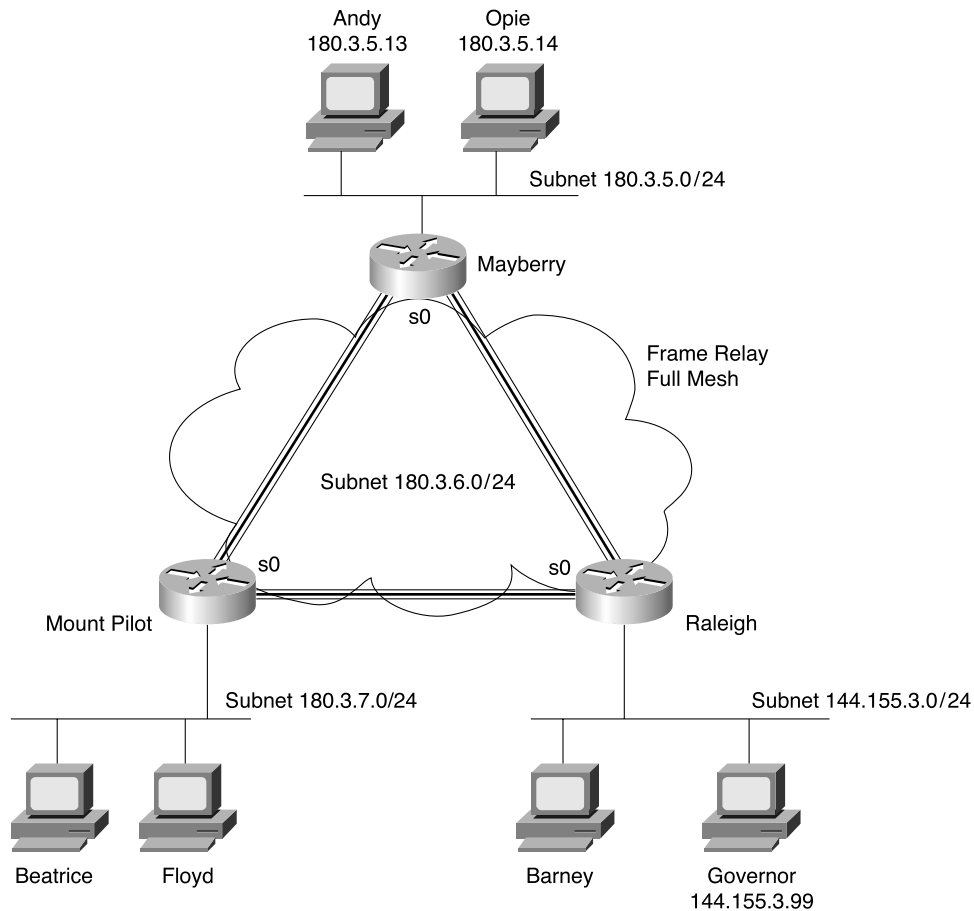 Andy
180.3.5.13
Opie
180.3.5.14
Subnet 180.3.5.0/24
Mayberry
s0
Frame Relay
Full Mesh
Subnet 180.3.6.0/24
s0
s0
Mount Pilot
Raleigh
Subnet 180.3.7.0/24
Subnet 144.155.3.0/24
Beatrice
Floyd
Barney
Governor
144.155.3.99